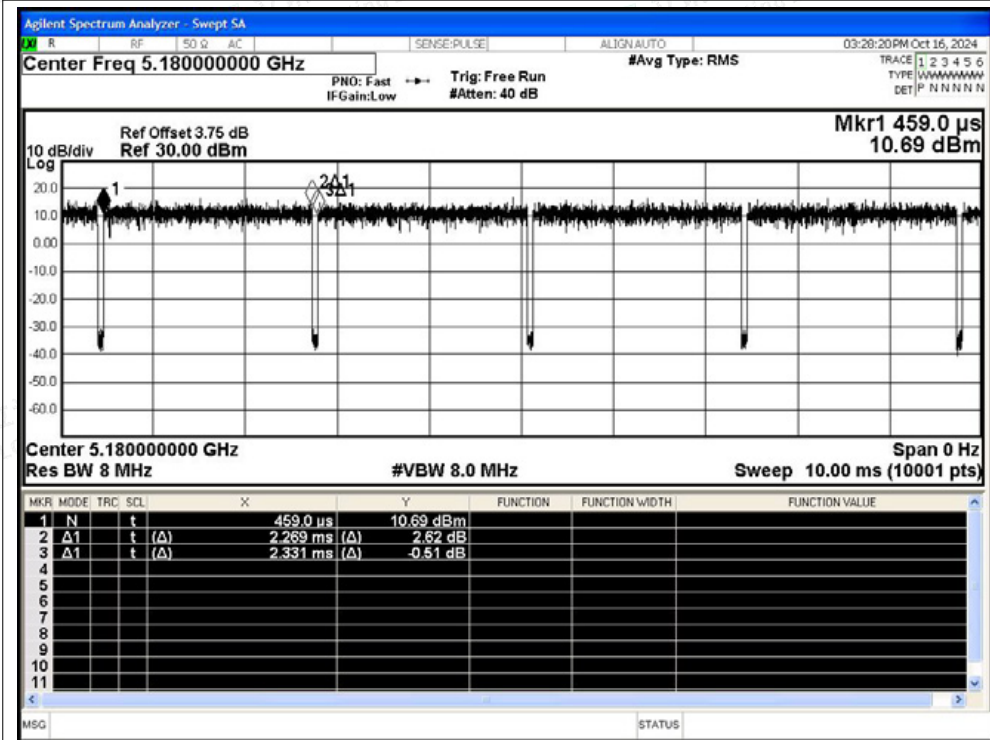 Agilent Spectrum Analyzer - Swept SA
LXI R RF 50 Ω AC SENSE:PULSE ALIGN AUTO 03:28:20 PM Oct 16, 2024
Center Freq 5.180000000 GHz #Avg Type: RMS TRACE 1 2 3 4 5 6
PNO: Fast Trig: Free Run TYPE WWWWWW
IFGain:Low #Atten: 40 dB DET P N N N N N
Mkr1 459.0 µs
10.69 dBm
Ref Offset 3.75 dB
10 dB/div Ref 30.00 dBm
Log
20.0
10.0
0.00
-10.0
-20.0
-30.0
-40.0
-50.0
-60.0
1
2Δ1
3Δ1
Center 5.180000000 GHz Span 0 Hz
Res BW 8 MHz #VBW 8.0 MHz Sweep 10.00 ms (10001 pts)
MKR MODE TRC SCL X Y FUNCTION FUNCTION WIDTH FUNCTION VALUE
1 N t 459.0 µs 10.69 dBm
2 Δ1 t (Δ) 2.269 ms (Δ) 2.62 dB
3 Δ1 t (Δ) 2.331 ms (Δ) -0.51 dB
4
5
6
7
8
9
10
11
MSG STATUS